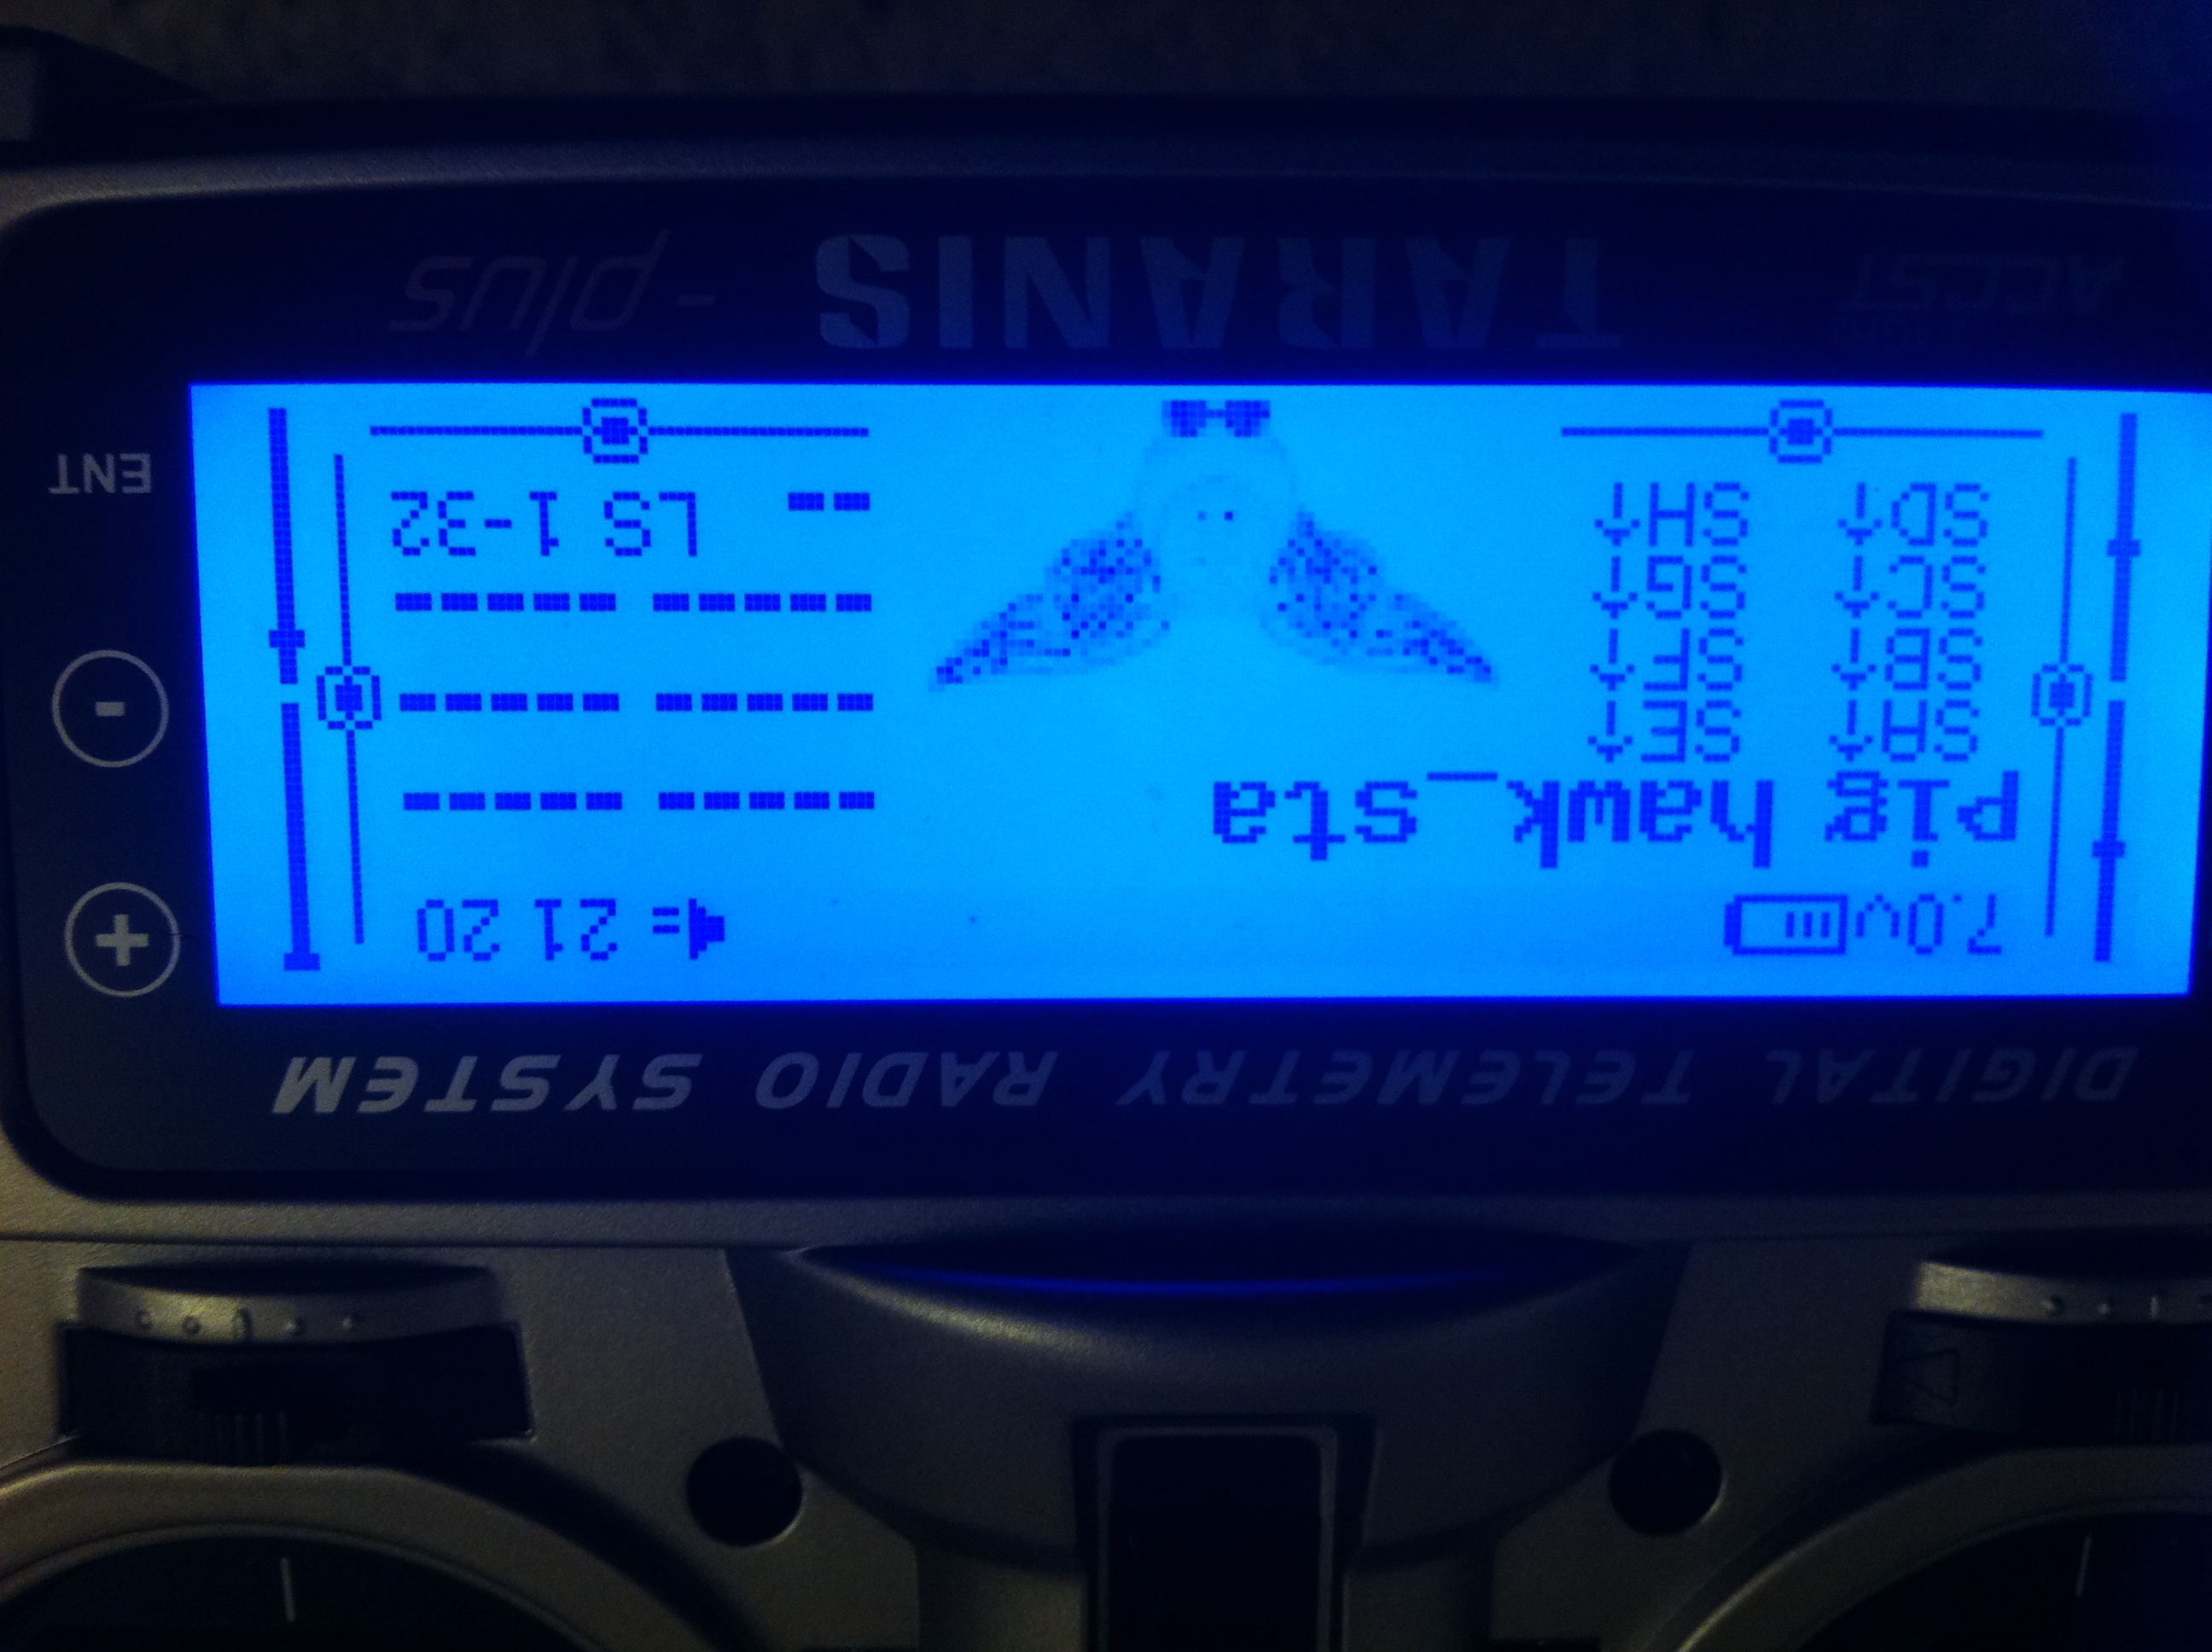 DIGITAL TELEMETRY RADIO SYSTEM
7.0v 21 20
pig hawk_sta
SA↑ SE↑
SB↑ SF↑
SC↑ SG↑
SD↑ SH↑
-- LS 1-32
+
-
ENT
ACCST TARANIS -plus